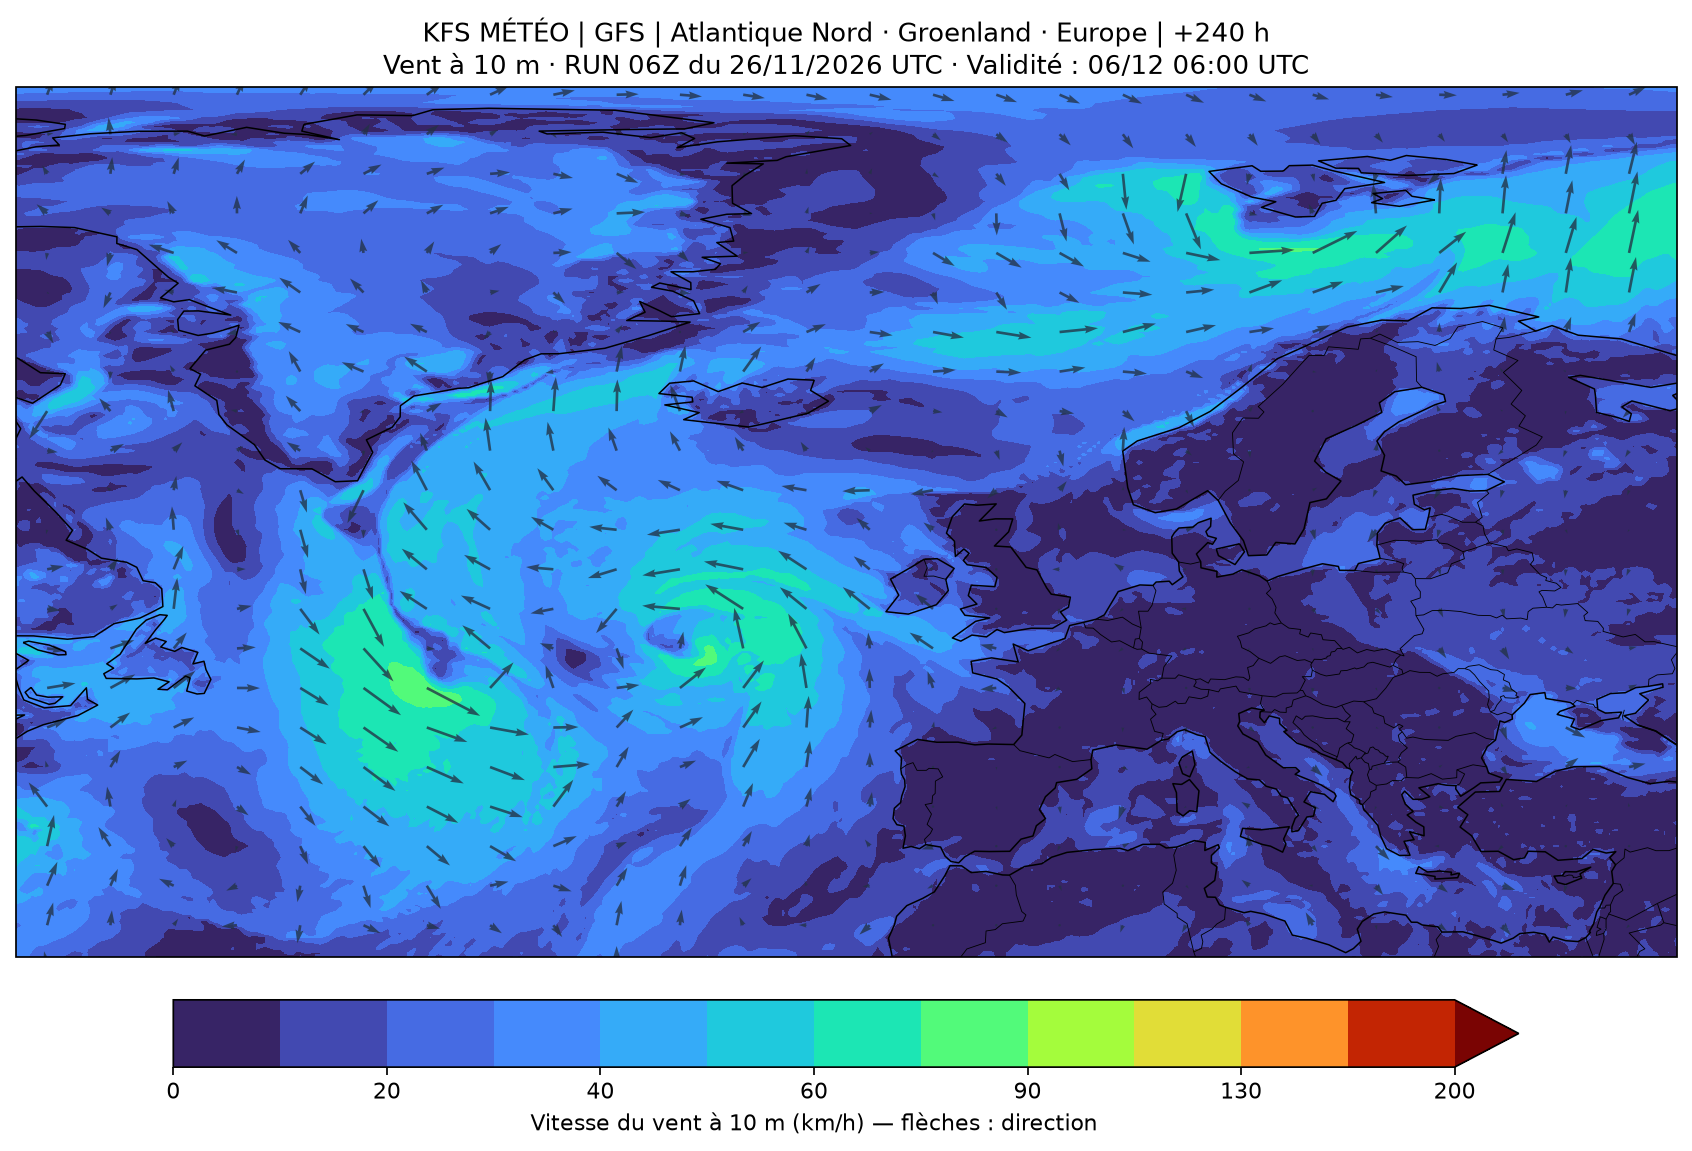 KFS MÉTÉO | GFS | Atlantique Nord · Groenland · Europe | +240 h
Vent à 10 m · RUN 06Z du 26/11/2026 UTC · Validité : 06/12 06:00 UTC
0 20 40 60 90 130 200
Vitesse du vent à 10 m (km/h) — flèches : direction